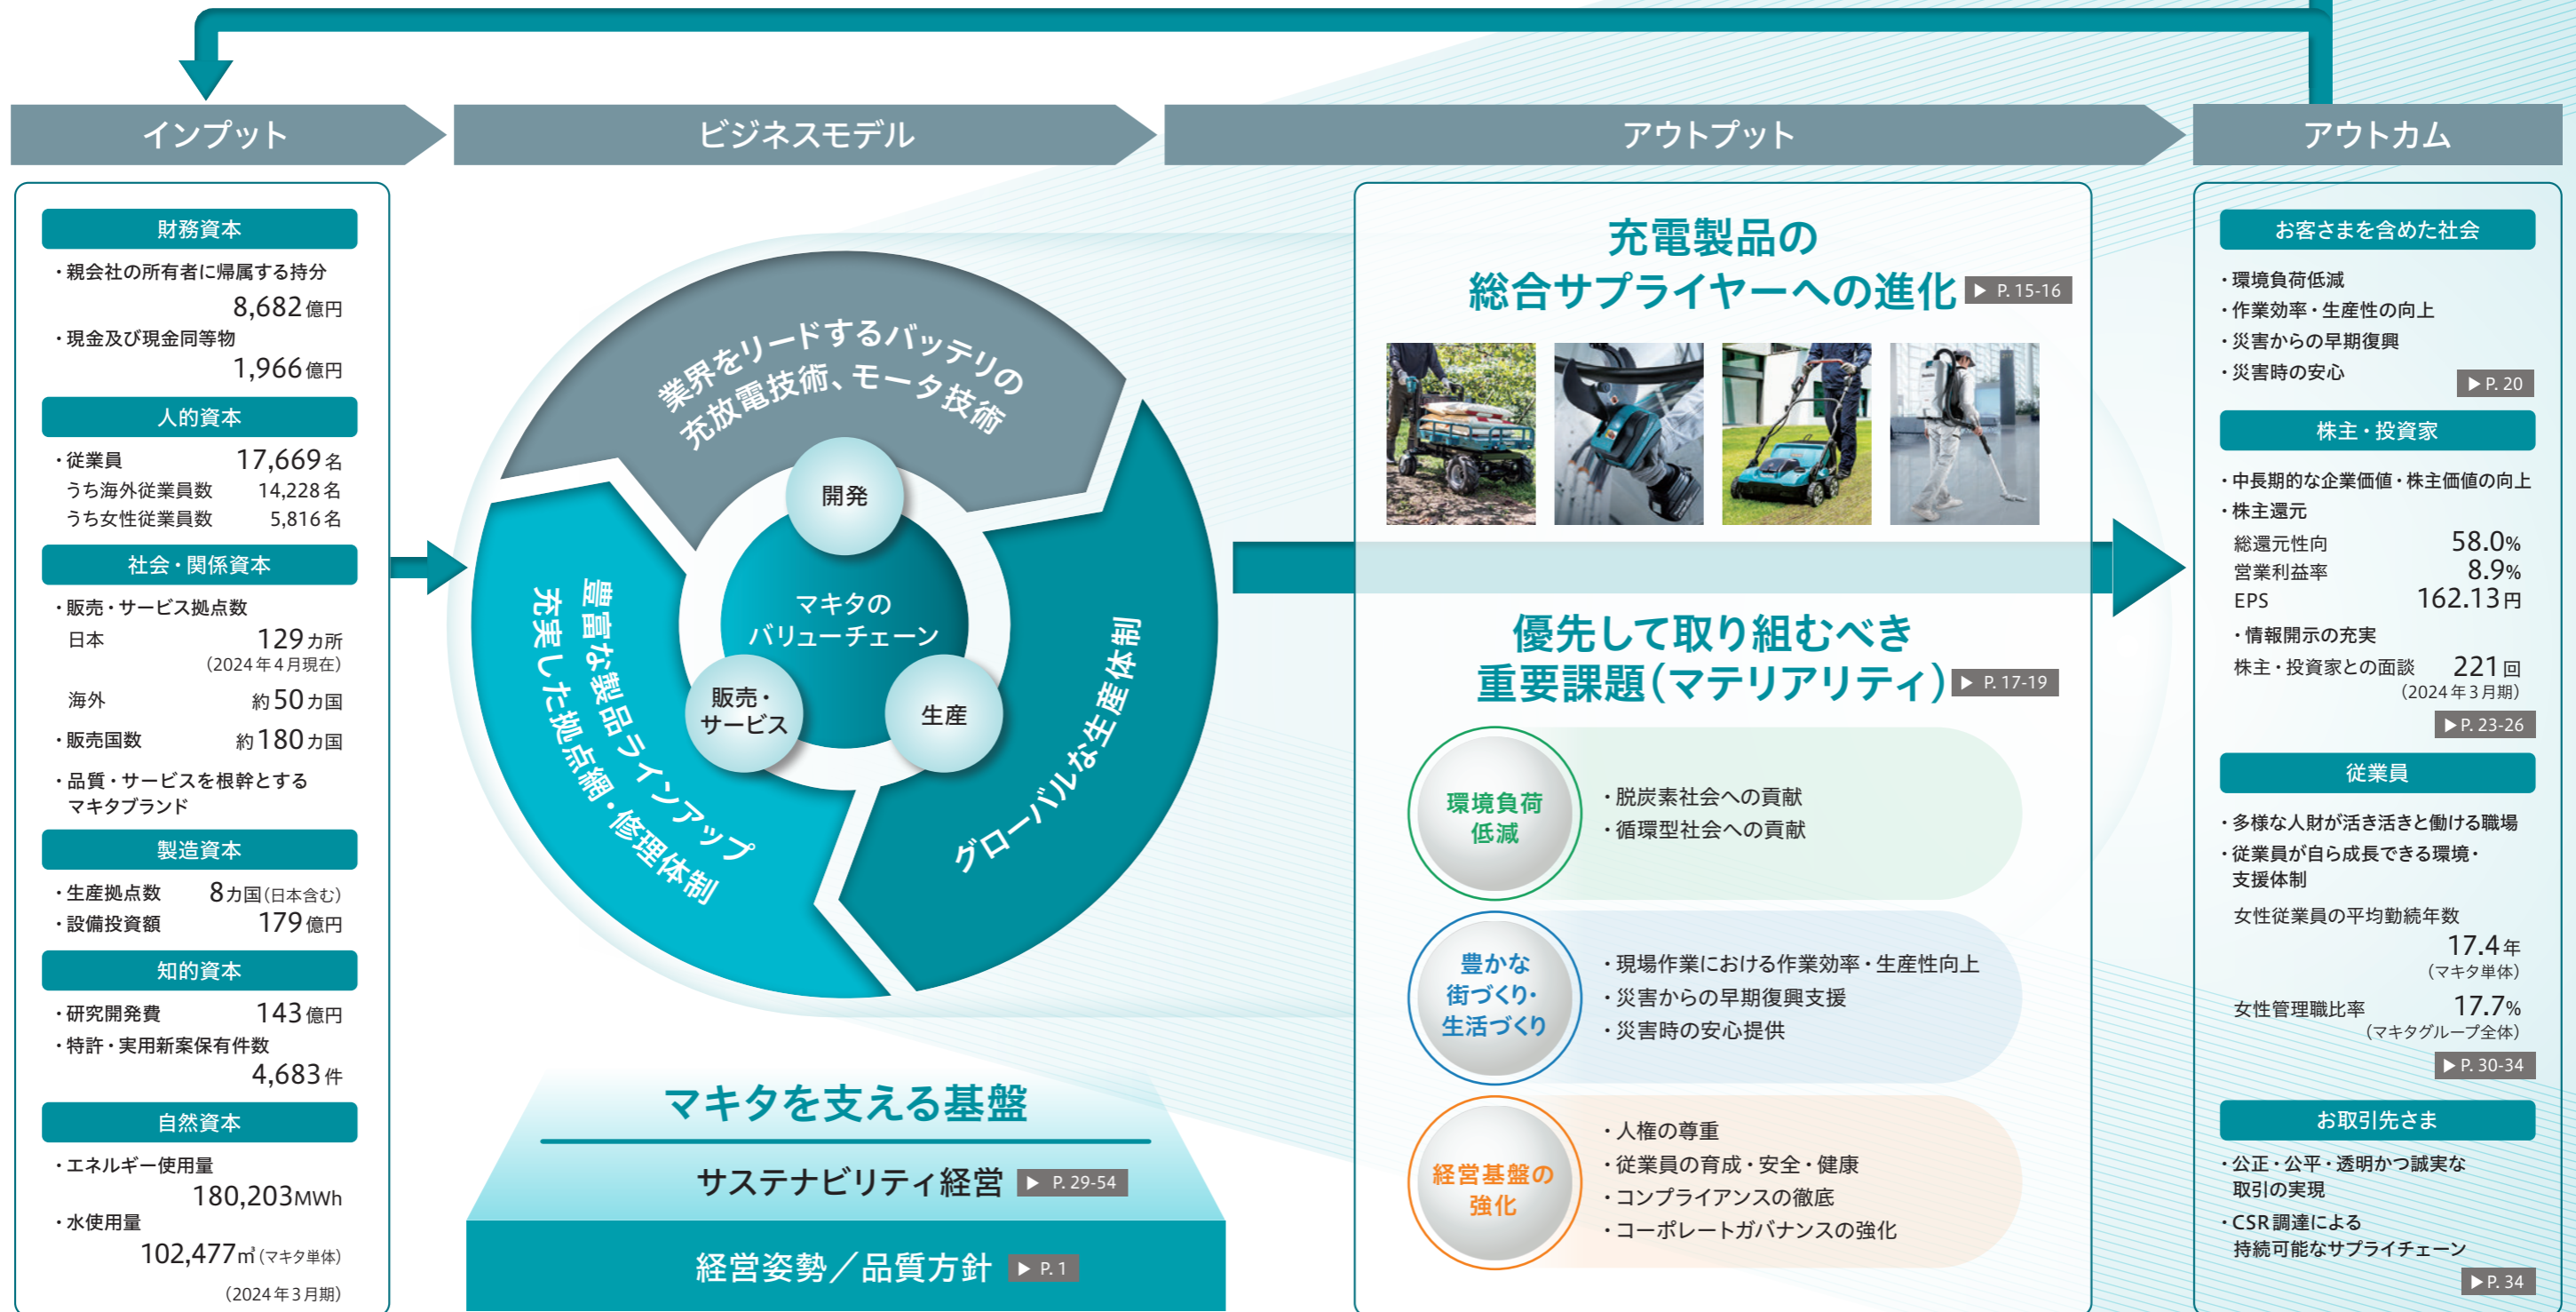 インプット
ビジネスモデル
アウトプット
アウトカム
財務資本
・親会社の所有者に帰属する持分
8,682億円
・現金及び現金同等物
1,966億円
人的資本
・従業員 17,669名
うち海外従業員数 14,228名
うち女性従業員数 5,816名
社会・関係資本
・販売・サービス拠点数
日本 129カ所
(2024年4月現在)
海外 約50カ国
・販売国数 約180カ国
・品質・サービスを根幹とする
マキタブランド
製造資本
・生産拠点数 8カ国(日本含む)
・設備投資額 179億円
知的資本
・研究開発費 143億円
・特許・実用新案保有件数
4,683件
自然資本
・エネルギー使用量
180,203MWh
・水使用量
102,477㎥(マキタ単体)
(2024年3月期)
業界をリードするバッテリの
充放電技術、モータ技術
グローバルな生産体制
豊富な製品ラインアップ
充実した拠点網・修理体制
開発
マキタの
バリューチェーン
販売・
サービス
生産
マキタを支える基盤
サステナビリティ経営 ▶ P. 29-54
経営姿勢／品質方針 ▶ P. 1
充電製品の
総合サプライヤーへの進化 ▶ P. 15-16
優先して取り組むべき
重要課題(マテリアリティ) ▶ P. 17-19
環境負荷
低減
・脱炭素社会への貢献
・循環型社会への貢献
豊かな
街づくり・
生活づくり
・現場作業における作業効率・生産性向上
・災害からの早期復興支援
・災害時の安心提供
経営基盤の
強化
・人権の尊重
・従業員の育成・安全・健康
・コンプライアンスの徹底
・コーポレートガバナンスの強化
お客さまを含めた社会
・環境負荷低減
・作業効率・生産性の向上
・災害からの早期復興
・災害時の安心
▶P. 20
株主・投資家
・中長期的な企業価値・株主価値の向上
・株主還元
総還元性向 58.0%
営業利益率 8.9%
EPS 162.13円
・情報開示の充実
株主・投資家との面談 221回
(2024年3月期)
▶P. 23-26
従業員
・多様な人財が活き活きと働ける職場
・従業員が自ら成長できる環境・
支援体制
女性従業員の平均勤続年数
17.4年
(マキタ単体)
女性管理職比率 17.7%
(マキタグループ全体)
▶P. 30-34
お取引先さま
・公正・公平・透明かつ誠実な
取引の実現
・CSR調達による
持続可能なサプライチェーン
▶P. 34